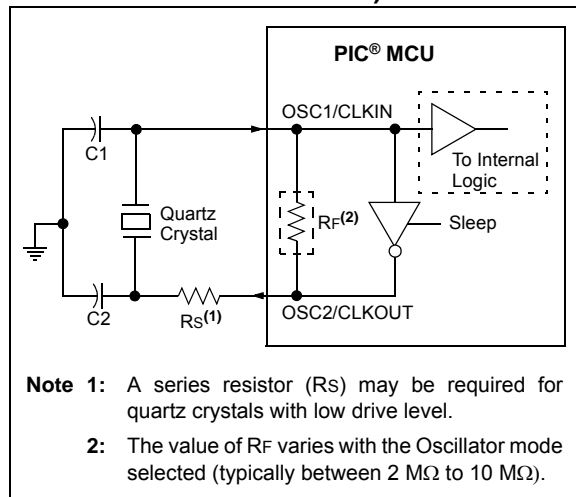 PIC® MCU
OSC1/CLKIN
C1
To Internal
Logic
Quartz
Crystal
RF(2)
Sleep
C2
RS(1)
OSC2/CLKOUT
Note 1: A series resistor (RS) may be required for
quartz crystals with low drive level.
2: The value of RF varies with the Oscillator mode
selected (typically between 2 MΩ to 10 MΩ).